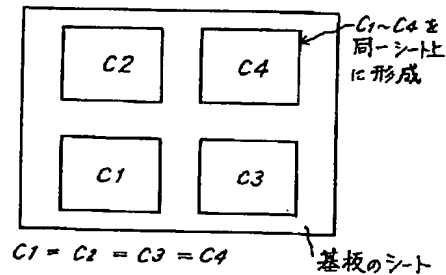 C2
C4
C1~C4を
同一シート上
に形成
C1
C3
C1 = C2 = C3 = C4
基板のシート